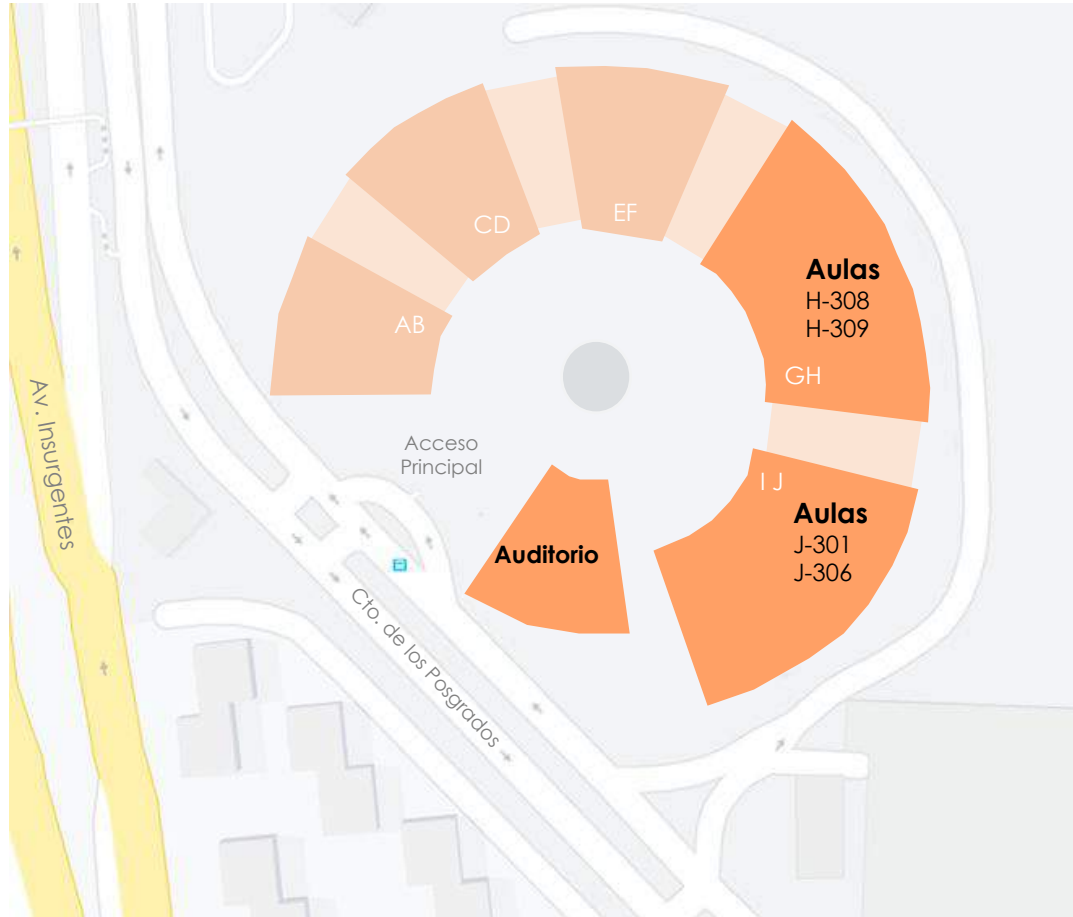 EF
CD
Aulas
H-308
H-309
AB
GH
Av. Insurgentes
Acceso
Principal
I J
Aulas
J-301
J-306
Auditorio
Cto. de los Posgrados